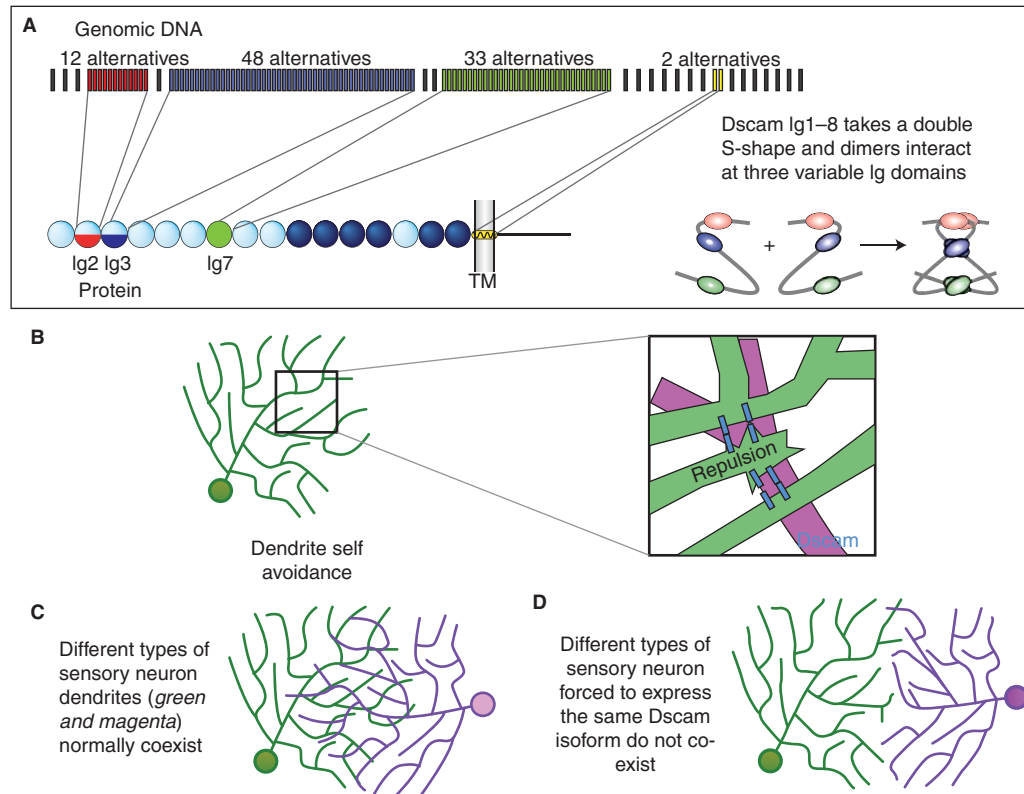 A
Genomic DNA
12 alternatives
48 alternatives
33 alternatives
2 alternatives
Dscam Ig1–8 takes a double
S-shape and dimers interact
at three variable Ig domains
+
Ig2 Ig3
Ig7
TM
Protein
B
Repulsion
Dscam
Dendrite self
avoidance
C
Different types of
sensory neuron
dendrites (green
and magenta)
normally coexist
D
Different types of
sensory neuron
forced to express
the same Dscam
isoform do not co-
exist